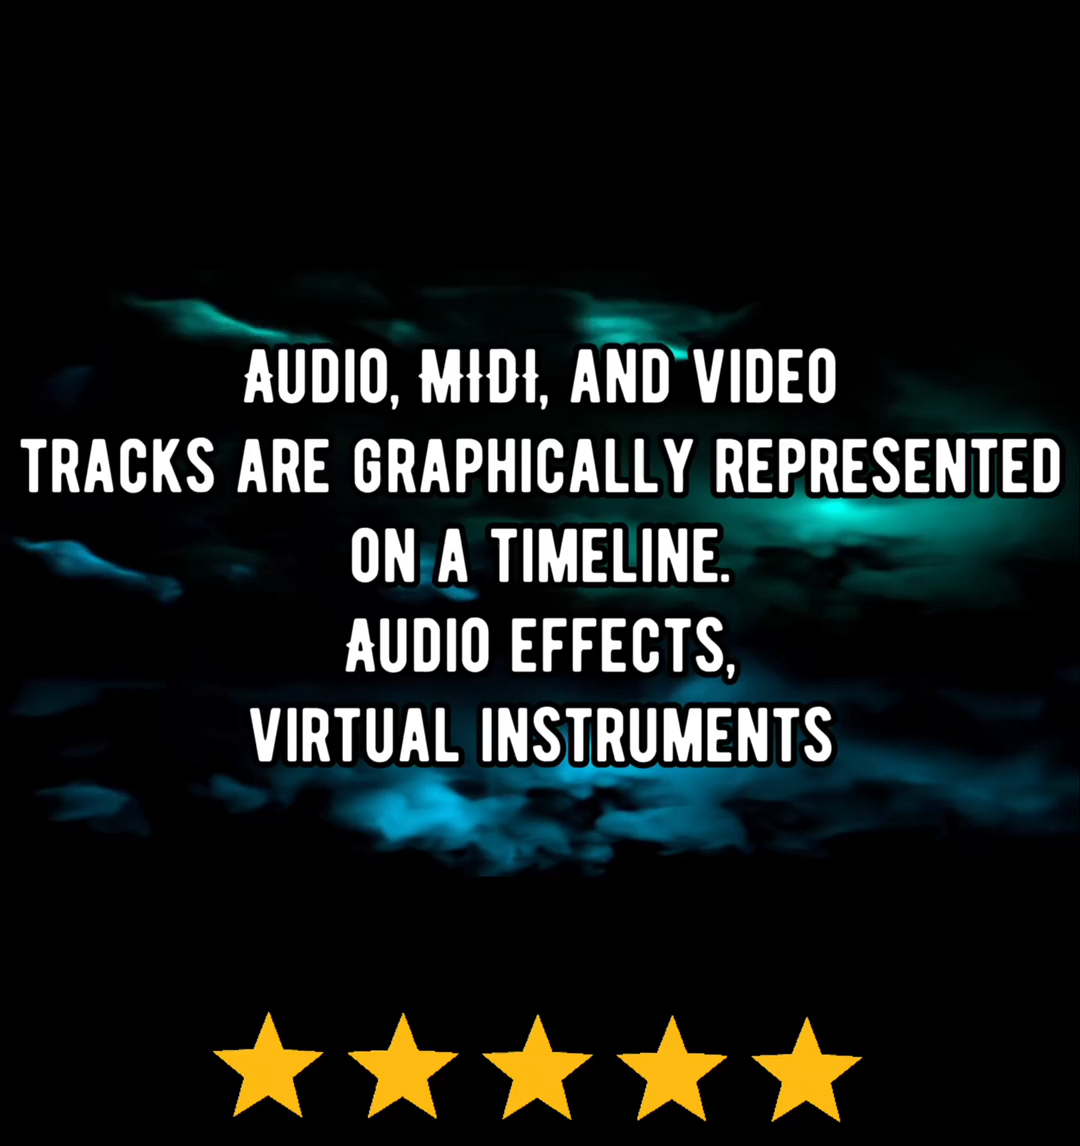 AUDIO, MIDI, AND VIDEO
TRACKS ARE GRAPHICALLY REPRESENTED
ON A TIMELINE.
AUDIO EFFECTS,
VIRTUAL INSTRUMENTS